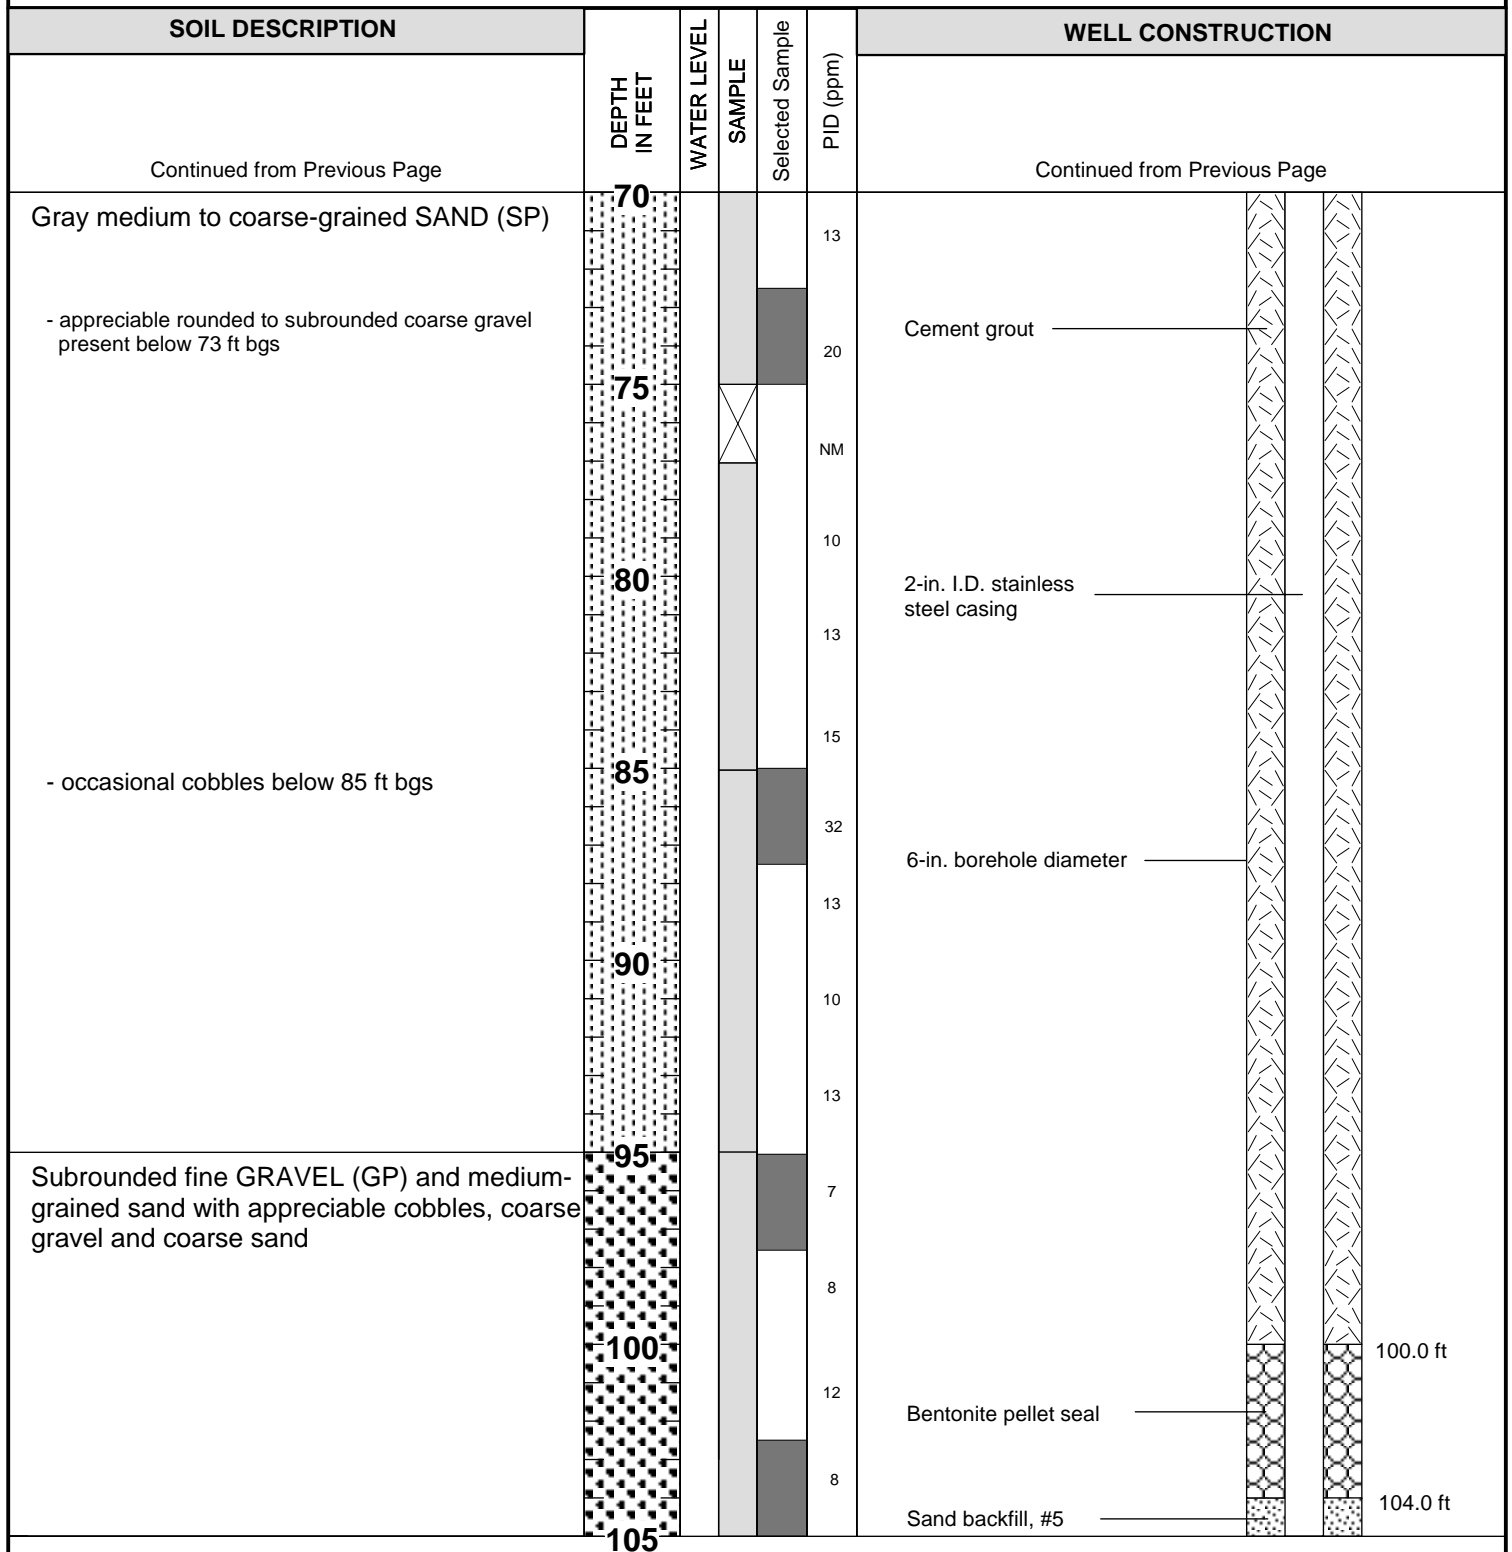 SOIL DESCRIPTION
DEPTH
IN FEET
WATER LEVEL
SAMPLE
Selected Sample
PID (ppm)
WELL CONSTRUCTION
Continued from Previous Page
Continued from Previous Page
70
Gray medium to coarse-grained SAND (SP)
13
- appreciable rounded to subrounded coarse gravel
present below 73 ft bgs
Cement grout
20
75
NM
10
80
2-in. I.D. stainless
steel casing
13
15
85
- occasional cobbles below 85 ft bgs
32
6-in. borehole diameter
13
90
10
13
95
Subrounded fine GRAVEL (GP) and medium-
grained sand with appreciable cobbles, coarse
gravel and coarse sand
7
8
100
100.0 ft
12
Bentonite pellet seal
8
104.0 ft
Sand backfill, #5
105